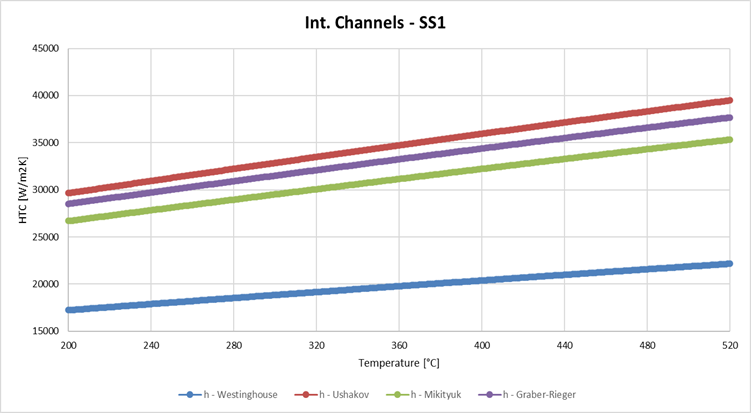 Int. Channels - SS1
45000
40000
35000
30000
25000
20000
15000
HTC [W/m2K]
200 240 280 320 360 400 440 480 520
Temperature [°C]
h - Westinghouse h - Ushakov h - Mikityuk h - Graber-Rieger